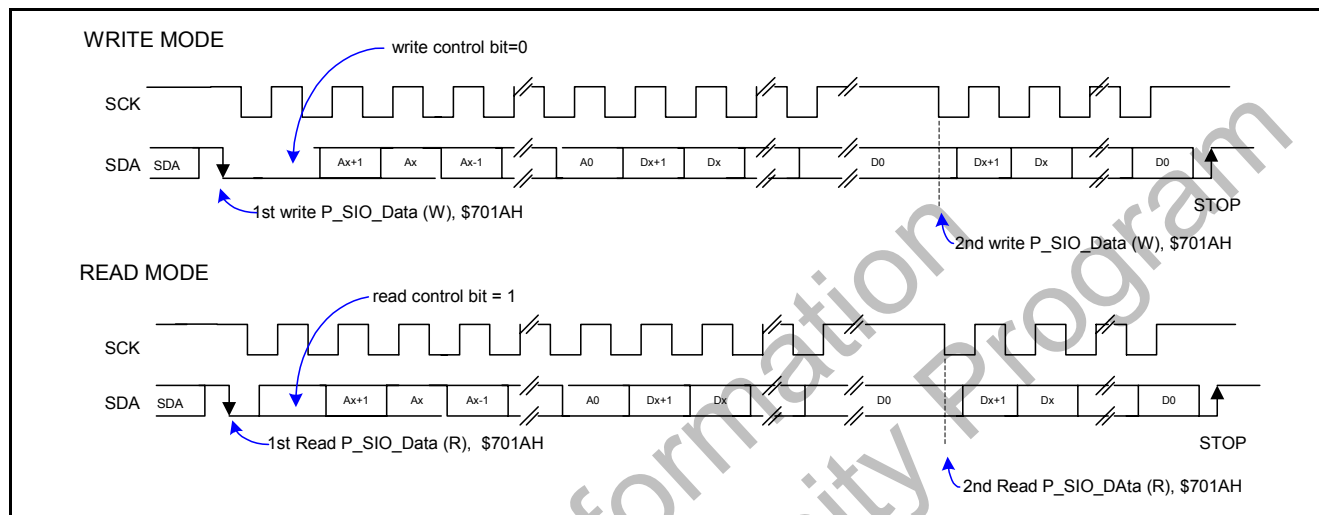 WRITE MODE
write control bit=0
SCK
SDA SDA Ax+1 Ax Ax-1 A0 Dx+1 Dx D0 Dx+1 Dx D0
STOP
1st write P_SIO_Data (W), $701AH
2nd write P_SIO_Data (W), $701AH
READ MODE
read control bit = 1
SCK
SDA SDA Ax+1 Ax Ax-1 A0 Dx+1 Dx D0 Dx+1 Dx D0
1st Read P_SIO_Data (R), $701AH
STOP
2nd Read P_SIO_DAta (R), $701AH
formation
ity Program